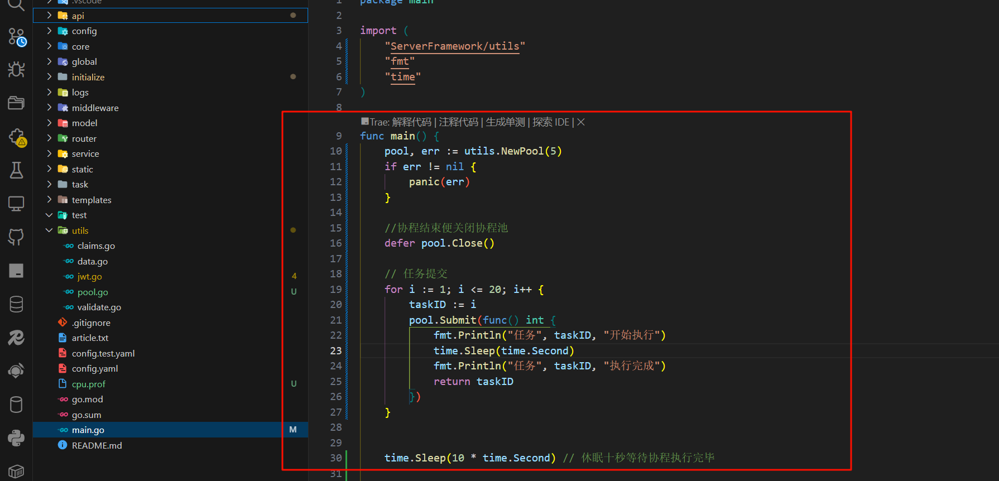 .vscode
api
config
core
global
initialize
logs
middleware
model
router
service
static
task
templates
test
utils
claims.go
data.go
jwt.go 4
pool.go U
validate.go
.gitignore
article.txt
config.test.yaml
config.yaml
cpu.prof U
go.mod
go.sum
main.go M
README.md
1 package main
2
3 import (
4 "ServerFramework/utils"
5 "fmt"
6 "time"
7 )
8
Trae: 解释代码 | 注释代码 | 生成单测 | 探索 IDE | ×
9 func main() {
10 pool, err := utils.NewPool(5)
11 if err != nil {
12 panic(err)
13 }
14
15 //协程结束便关闭协程池
16 defer pool.Close()
17
18 // 任务提交
19 for i := 1; i <= 20; i++ {
20 taskID := i
21 pool.Submit(func() int {
22 fmt.Println("任务", taskID, "开始执行")
23 time.Sleep(time.Second)
24 fmt.Println("任务", taskID, "执行完成")
25 return taskID
26 })
27 }
28
29
30 time.Sleep(10 * time.Second) // 休眠十秒等待协程执行完毕
31